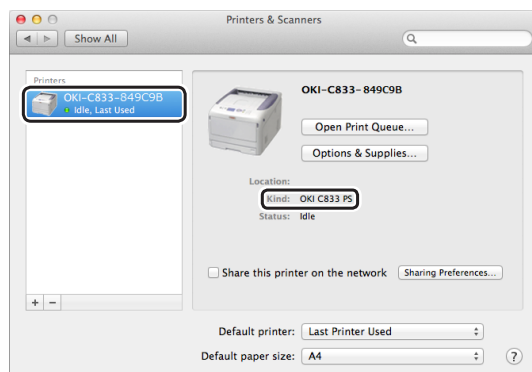 Printers & Scanners
Show All
Printers
OKI-C833-849C9B
Idle, Last Used
OKI-C833-849C9B
Open Print Queue...
Options & Supplies...
Location:
Kind: OKI C833 PS
Status: Idle
Share this printer on the network Sharing Preferences...
+ −
Default printer: Last Printer Used
Default paper size: A4 ?